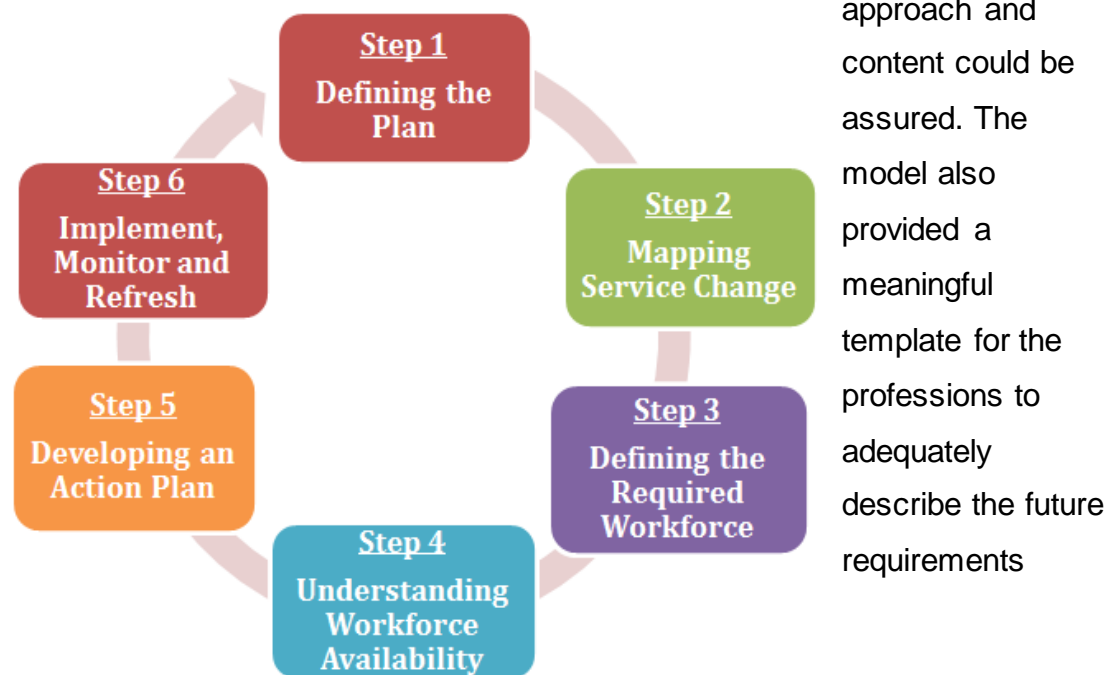 Step 1
Defining the
Plan
Step 2
Mapping
Service Change
Step 3
Defining the
Required
Workforce
Step 4
Understanding
Workforce
Availability
Step 5
Developing an
Action Plan
Step 6
Implement,
Monitor and
Refresh
approach and
content could be
assured. The
model also
provided a
meaningful
template for the
professions to
adequately
describe the future
requirements